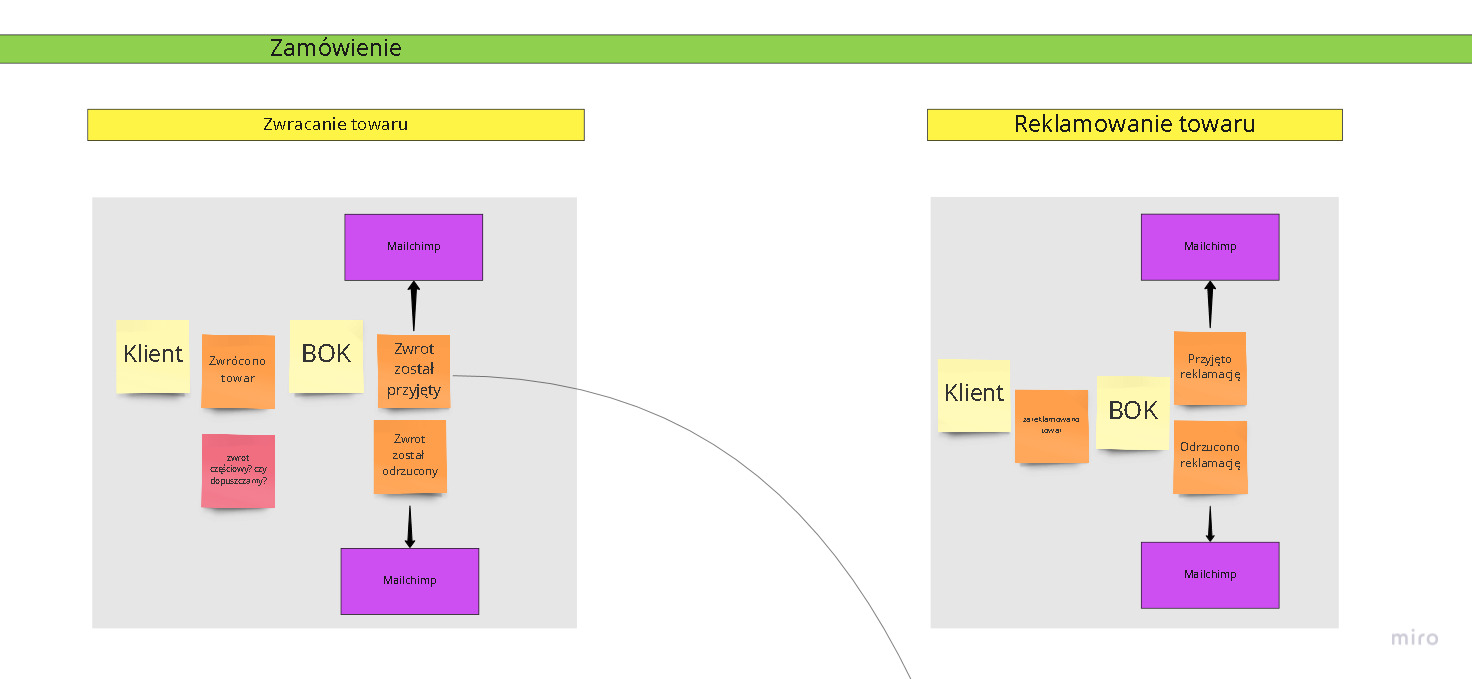 Zamówienie
Zwracanie towaru
Reklamowanie towaru
Mailchimp
Klient
Zwrócono
towar
BOK
Zwrot
został
przyjęty
zwrot
częściowy? czy
dopuszczamy?
Zwrot
został
odrzucony
Mailchimp
Mailchimp
Klient
zareklamowano
towar
BOK
Przyjęto
reklamację
Odrzucono
reklamację
Mailchimp
miro